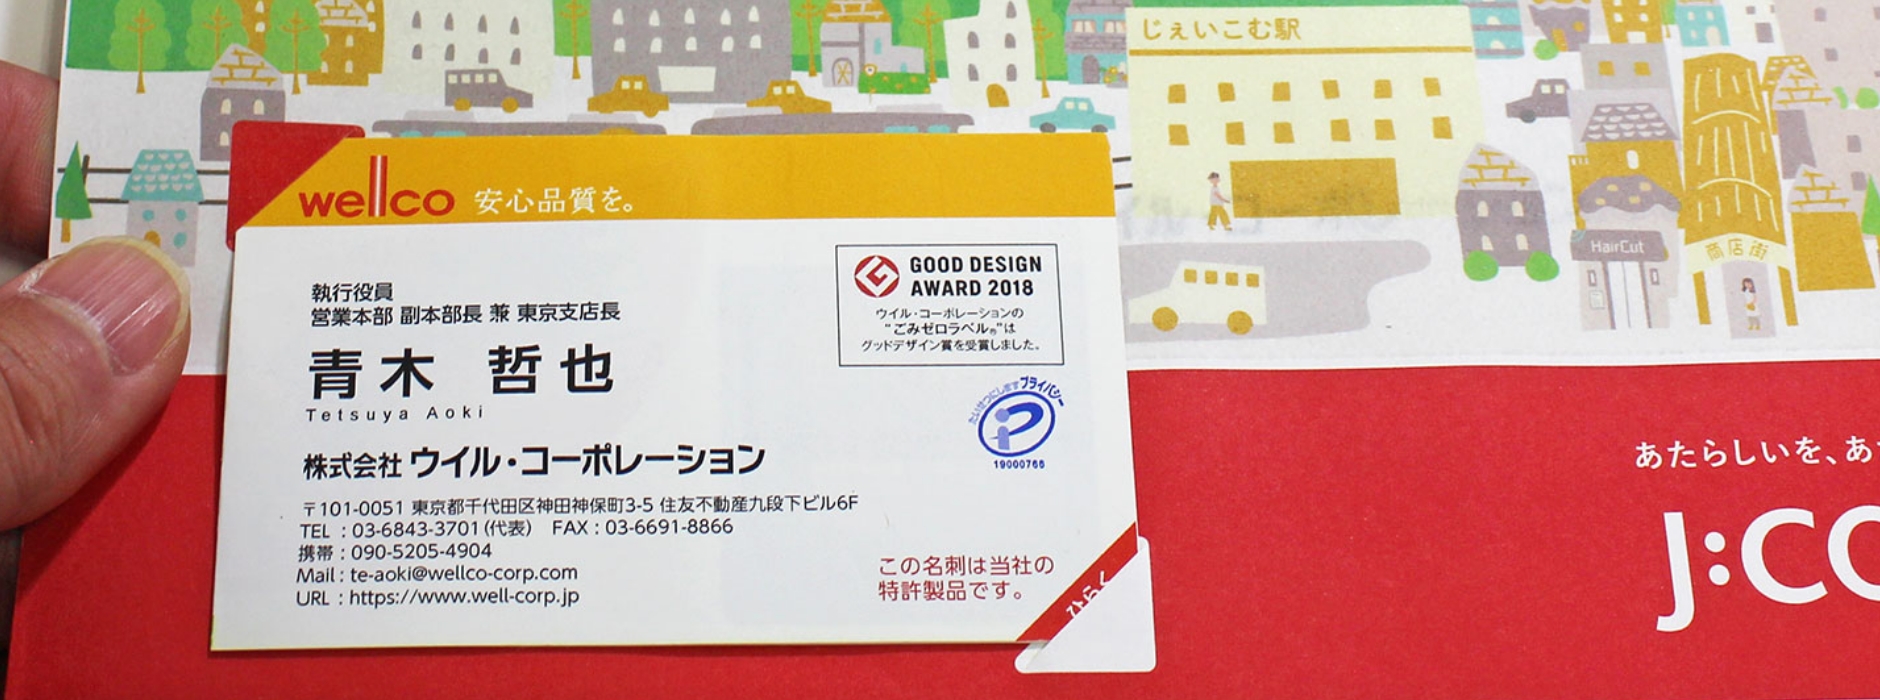 じぇいこむ駅
HairCut
商店街
wellco 安心品質を。
執行役員
営業本部 副本部長 兼 東京支店長
青木 哲也
Tetsuya Aoki
株式会社 ウイル・コーポレーション
〒101-0051 東京都千代田区神田神保町3-5 住友不動産九段下ビル6F
TEL : 03-6843-3701 (代表) FAX : 03-6691-8866
携帯 : 090-5205-4904
Mail : te-aoki@wellco-corp.com
URL : https://www.well-corp.jp
GOOD DESIGN
AWARD 2018
ウイル・コーポレーションの
“ごみゼロラベル®”は
グッドデザイン賞を受賞しました。
たいせつにしますプライバシー
19000766
この名刺は当社の
特許製品です。
ひらく
あたらしいを、あ
J:CO